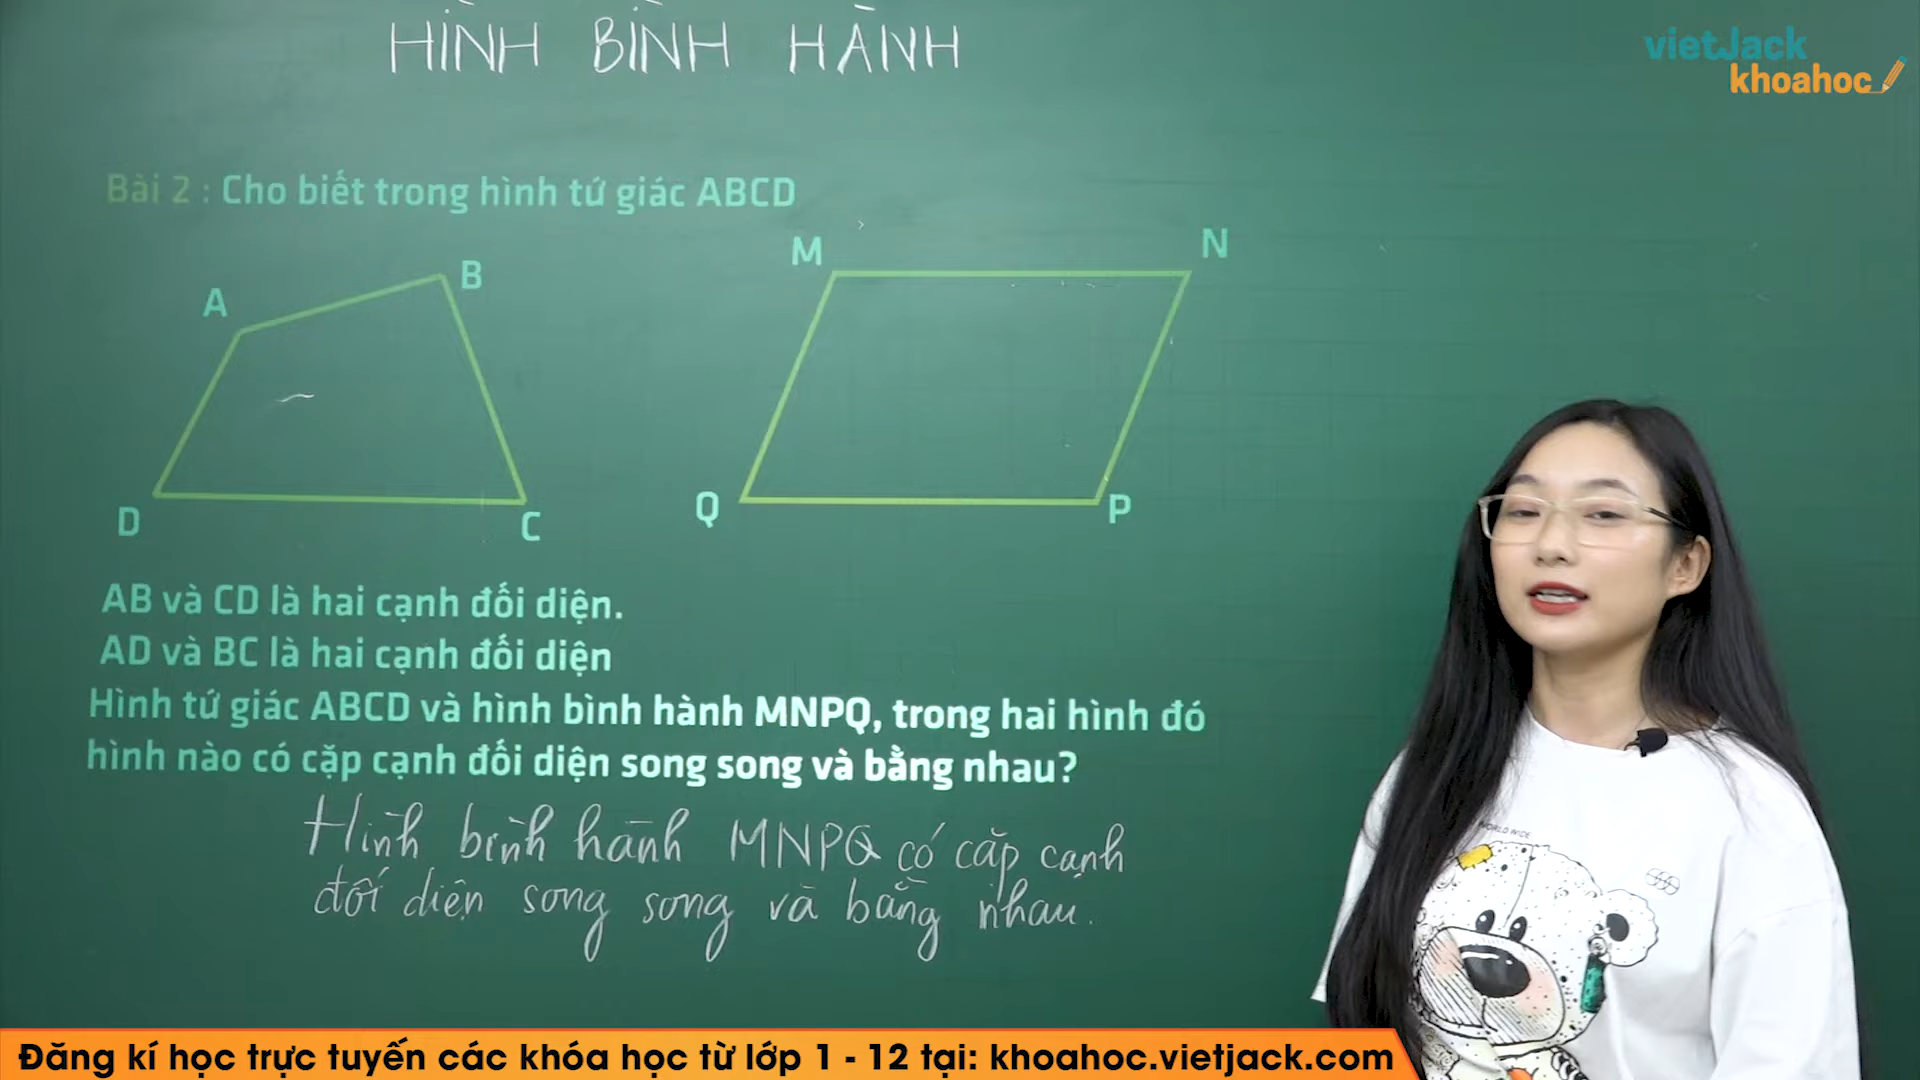 HÌNH BÌNH HÀNH
vietJack
khoahoc
Bài 2 : Cho biết trong hình tứ giác ABCD
A
B
D
C
M
N
Q
P
AB và CD là hai cạnh đối diện.
AD và BC là hai cạnh đối diện
Hình tứ giác ABCD và hình bình hành MNPQ, trong hai hình đó
hình nào có cặp cạnh đối diện song song và bằng nhau?
Hình bình hành MNPQ có cặp cạnh
đối diện song song và bằng nhau.
WORLD WIDE
Đăng kí học trực tuyến các khóa học từ lớp 1 - 12 tại: khoahoc.vietjack.com